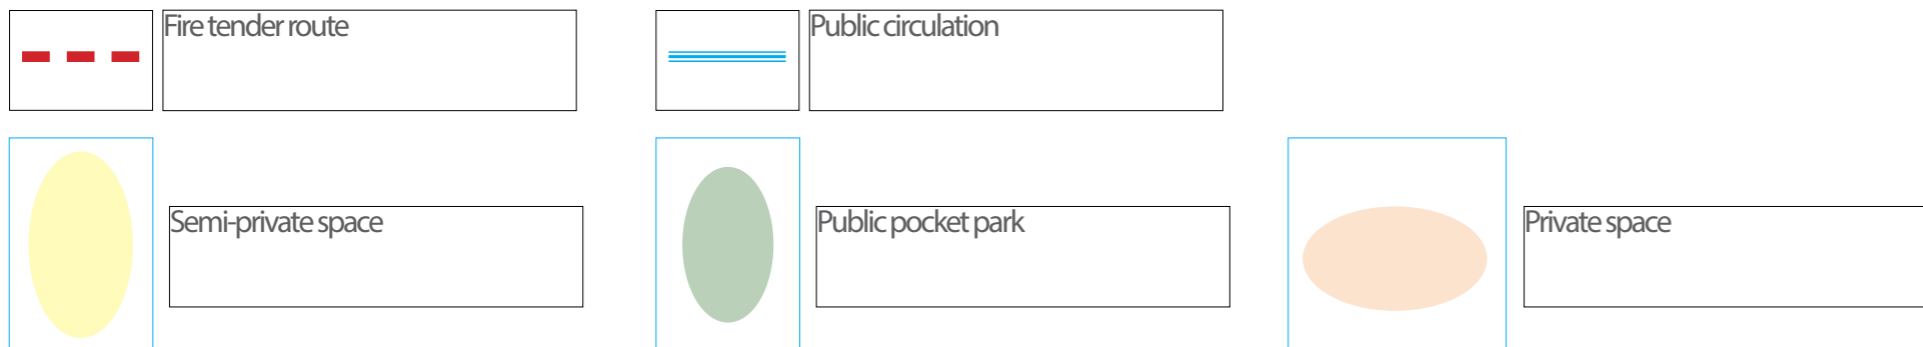 Fire tender route
Public circulation
Semi-private space
Public pocket park
Private space